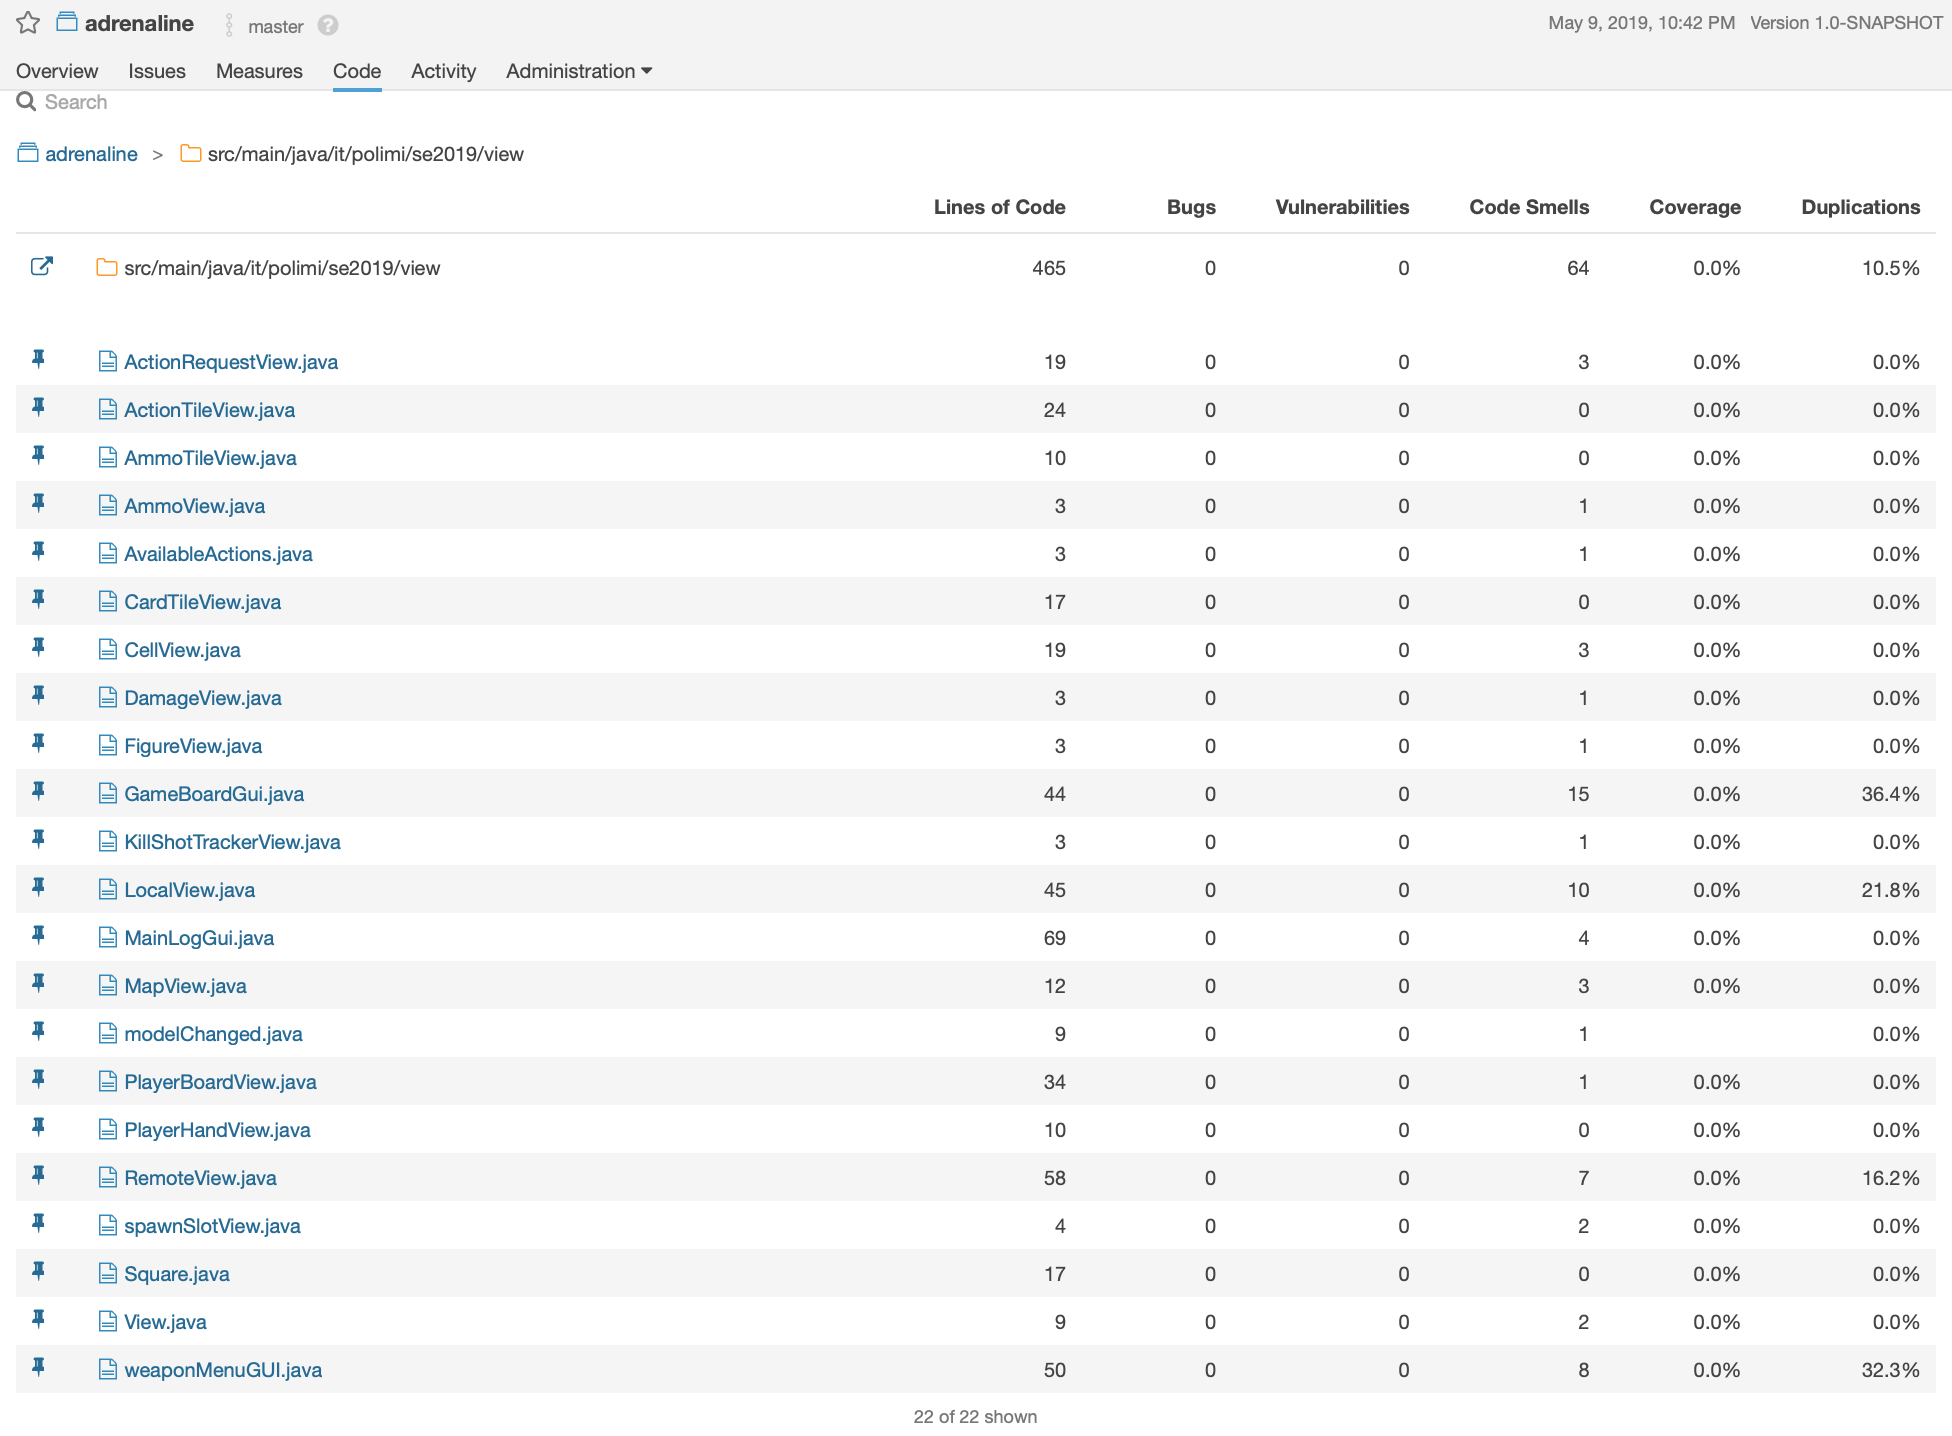 adrenaline master ? May 9, 2019, 10:42 PM Version 1.0-SNAPSHOT
Overview Issues Measures Code Activity Administration
Search
adrenaline > src/main/java/it/polimi/se2019/view
Lines of Code Bugs Vulnerabilities Code Smells Coverage Duplications
src/main/java/it/polimi/se2019/view 465 0 0 64 0.0% 10.5%
ActionRequestView.java 19 0 0 3 0.0% 0.0%
ActionTileView.java 24 0 0 0 0.0% 0.0%
AmmoTileView.java 10 0 0 0 0.0% 0.0%
AmmoView.java 3 0 0 1 0.0% 0.0%
AvailableActions.java 3 0 0 1 0.0% 0.0%
CardTileView.java 17 0 0 0 0.0% 0.0%
CellView.java 19 0 0 3 0.0% 0.0%
DamageView.java 3 0 0 1 0.0% 0.0%
FigureView.java 3 0 0 1 0.0% 0.0%
GameBoardGui.java 44 0 0 15 0.0% 36.4%
KillShotTrackerView.java 3 0 0 1 0.0% 0.0%
LocalView.java 45 0 0 10 0.0% 21.8%
MainLogGui.java 69 0 0 4 0.0% 0.0%
MapView.java 12 0 0 3 0.0% 0.0%
modelChanged.java 9 0 0 1 0.0%
PlayerBoardView.java 34 0 0 1 0.0% 0.0%
PlayerHandView.java 10 0 0 0 0.0% 0.0%
RemoteView.java 58 0 0 7 0.0% 16.2%
spawnSlotView.java 4 0 0 2 0.0% 0.0%
Square.java 17 0 0 0 0.0% 0.0%
View.java 9 0 0 2 0.0% 0.0%
weaponMenuGUI.java 50 0 0 8 0.0% 32.3%
22 of 22 shown